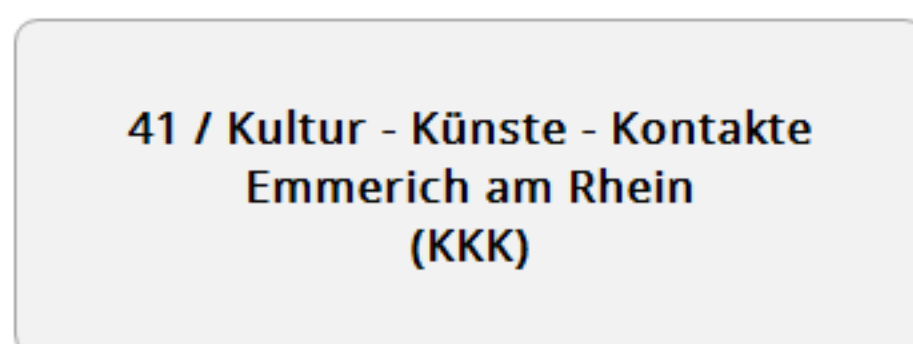 41 / Kultur - Künste - Kontakte
Emmerich am Rhein
(KKK)